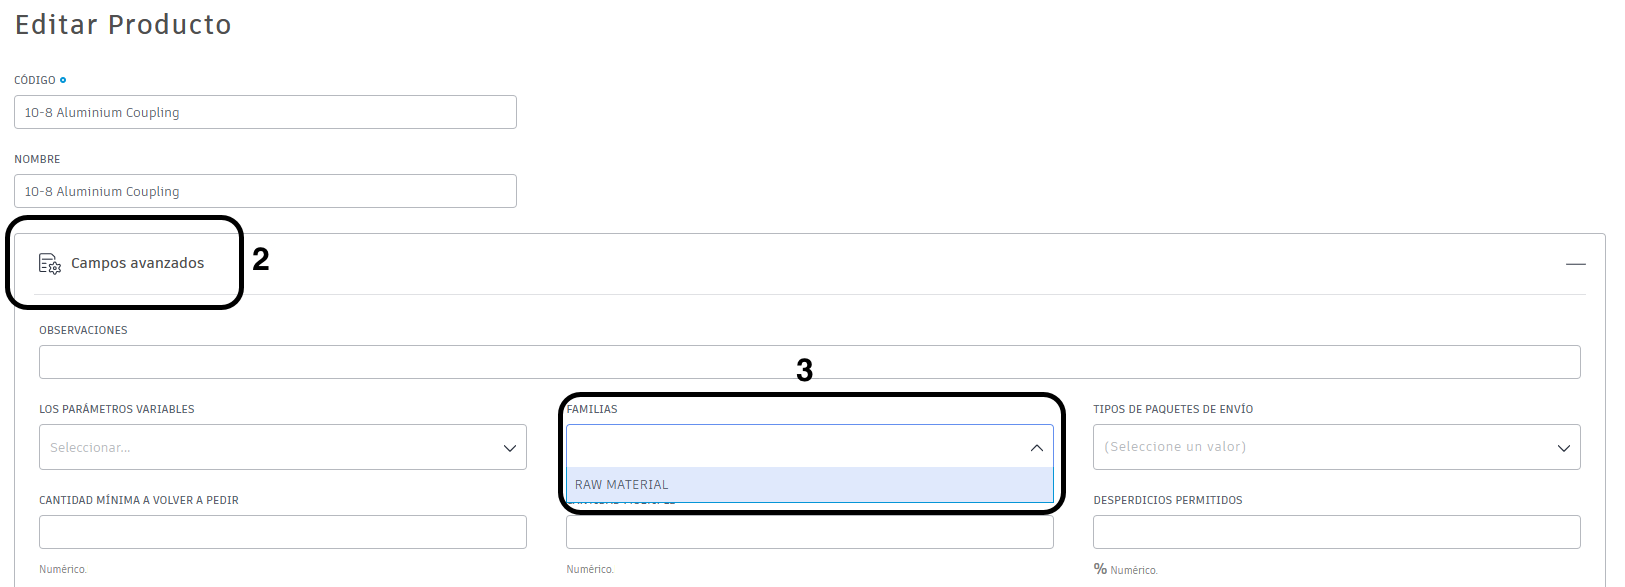 Editar Producto
CÓDIGO
10-8 Aluminium Coupling
NOMBRE
10-8 Aluminium Coupling
Campos avanzados
2
OBSERVACIONES
3
LOS PARÁMETROS VARIABLES
FAMILIAS
TIPOS DE PAQUETES DE ENVÍO
Seleccionar...
(Seleccione un valor)
RAW MATERIAL
CANTIDAD MÍNIMA A VOLVER A PEDIR
DESPERDICIOS PERMITIDOS
Numérico.
Numérico.
% Numérico.